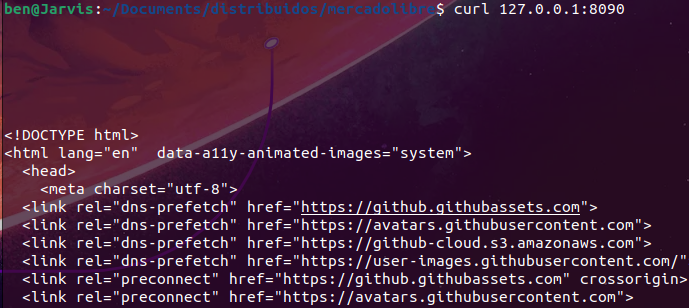 ben@Jarvis:~/Documents/distribuidos/mercadolibre$ curl 127.0.0.1:8090
<!DOCTYPE html>
<html lang="en"  data-a11y-animated-images="system">
  <head>
    <meta charset="utf-8">
  <link rel="dns-prefetch" href="https://github.githubassets.com">
  <link rel="dns-prefetch" href="https://avatars.githubusercontent.com">
  <link rel="dns-prefetch" href="https://github-cloud.s3.amazonaws.com">
  <link rel="dns-prefetch" href="https://user-images.githubusercontent.com/"
  <link rel="preconnect" href="https://github.githubassets.com" crossorigin>
  <link rel="preconnect" href="https://avatars.githubusercontent.com">